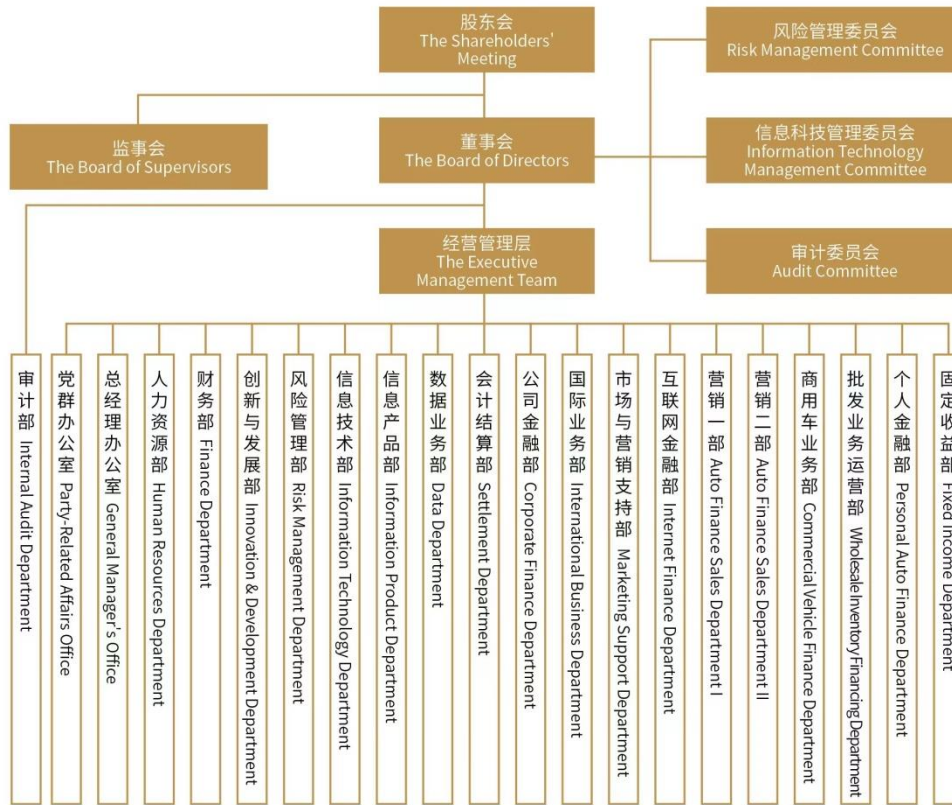 股东会
The Shareholders'
Meeting
风险管理委员会
Risk Management Committee
监事会
The Board of Supervisors
董事会
The Board of Directors
信息科技管理委员会
Information Technology
Management Committee
经营管理层
The Executive
Management Team
审计委员会
Audit Committee
审计部 Internal Audit Department
党群办公室 Party-Related Affairs Office
总经理办公室 General Manager's Office
人力资源部 Human Resources Department
财务部 Finance Department
创新与发展部 Innovation & Development Department
风险管理部 Risk Management Department
信息技术部 Information Technology Department
信息产品部 Information Product Department
数据业务部 Data Department
会计结算部 Settlement Department
公司金融部 Corporate Finance Department
国际业务部 International Business Department
市场与营销支持部 Marketing Support Department
互联网金融部 Internet Finance Department
营销一部 Auto Finance Sales Department I
营销二部 Auto Finance Sales Department II
商用车业务部 Commercial Vehicle Finance Department
批发业务运营部 Wholesale Inventory Financing Department
个人金融部 Personal Auto Finance Department
固定收益部 Fixed Income Department